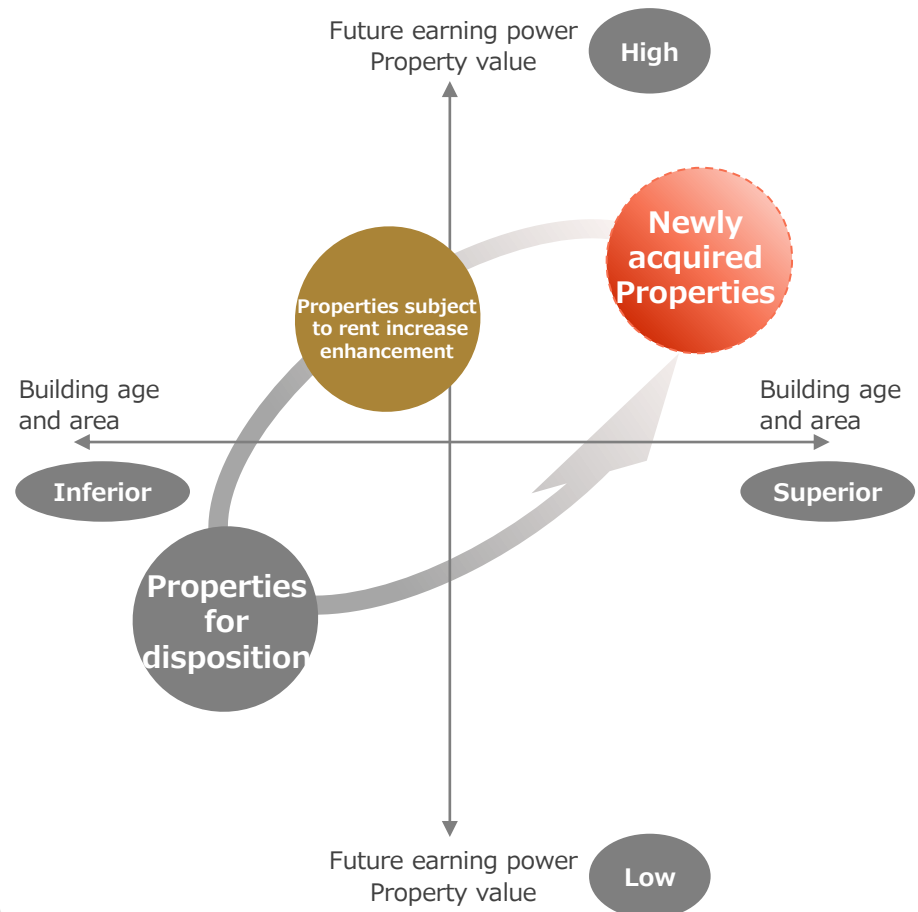 Future earning power
Property value
High
Newly
acquired
Properties
Properties subject
to rent increase
enhancement
Building age
and area
Building age
and area
Inferior
Superior
Properties
for
disposition
Future earning power
Property value
Low